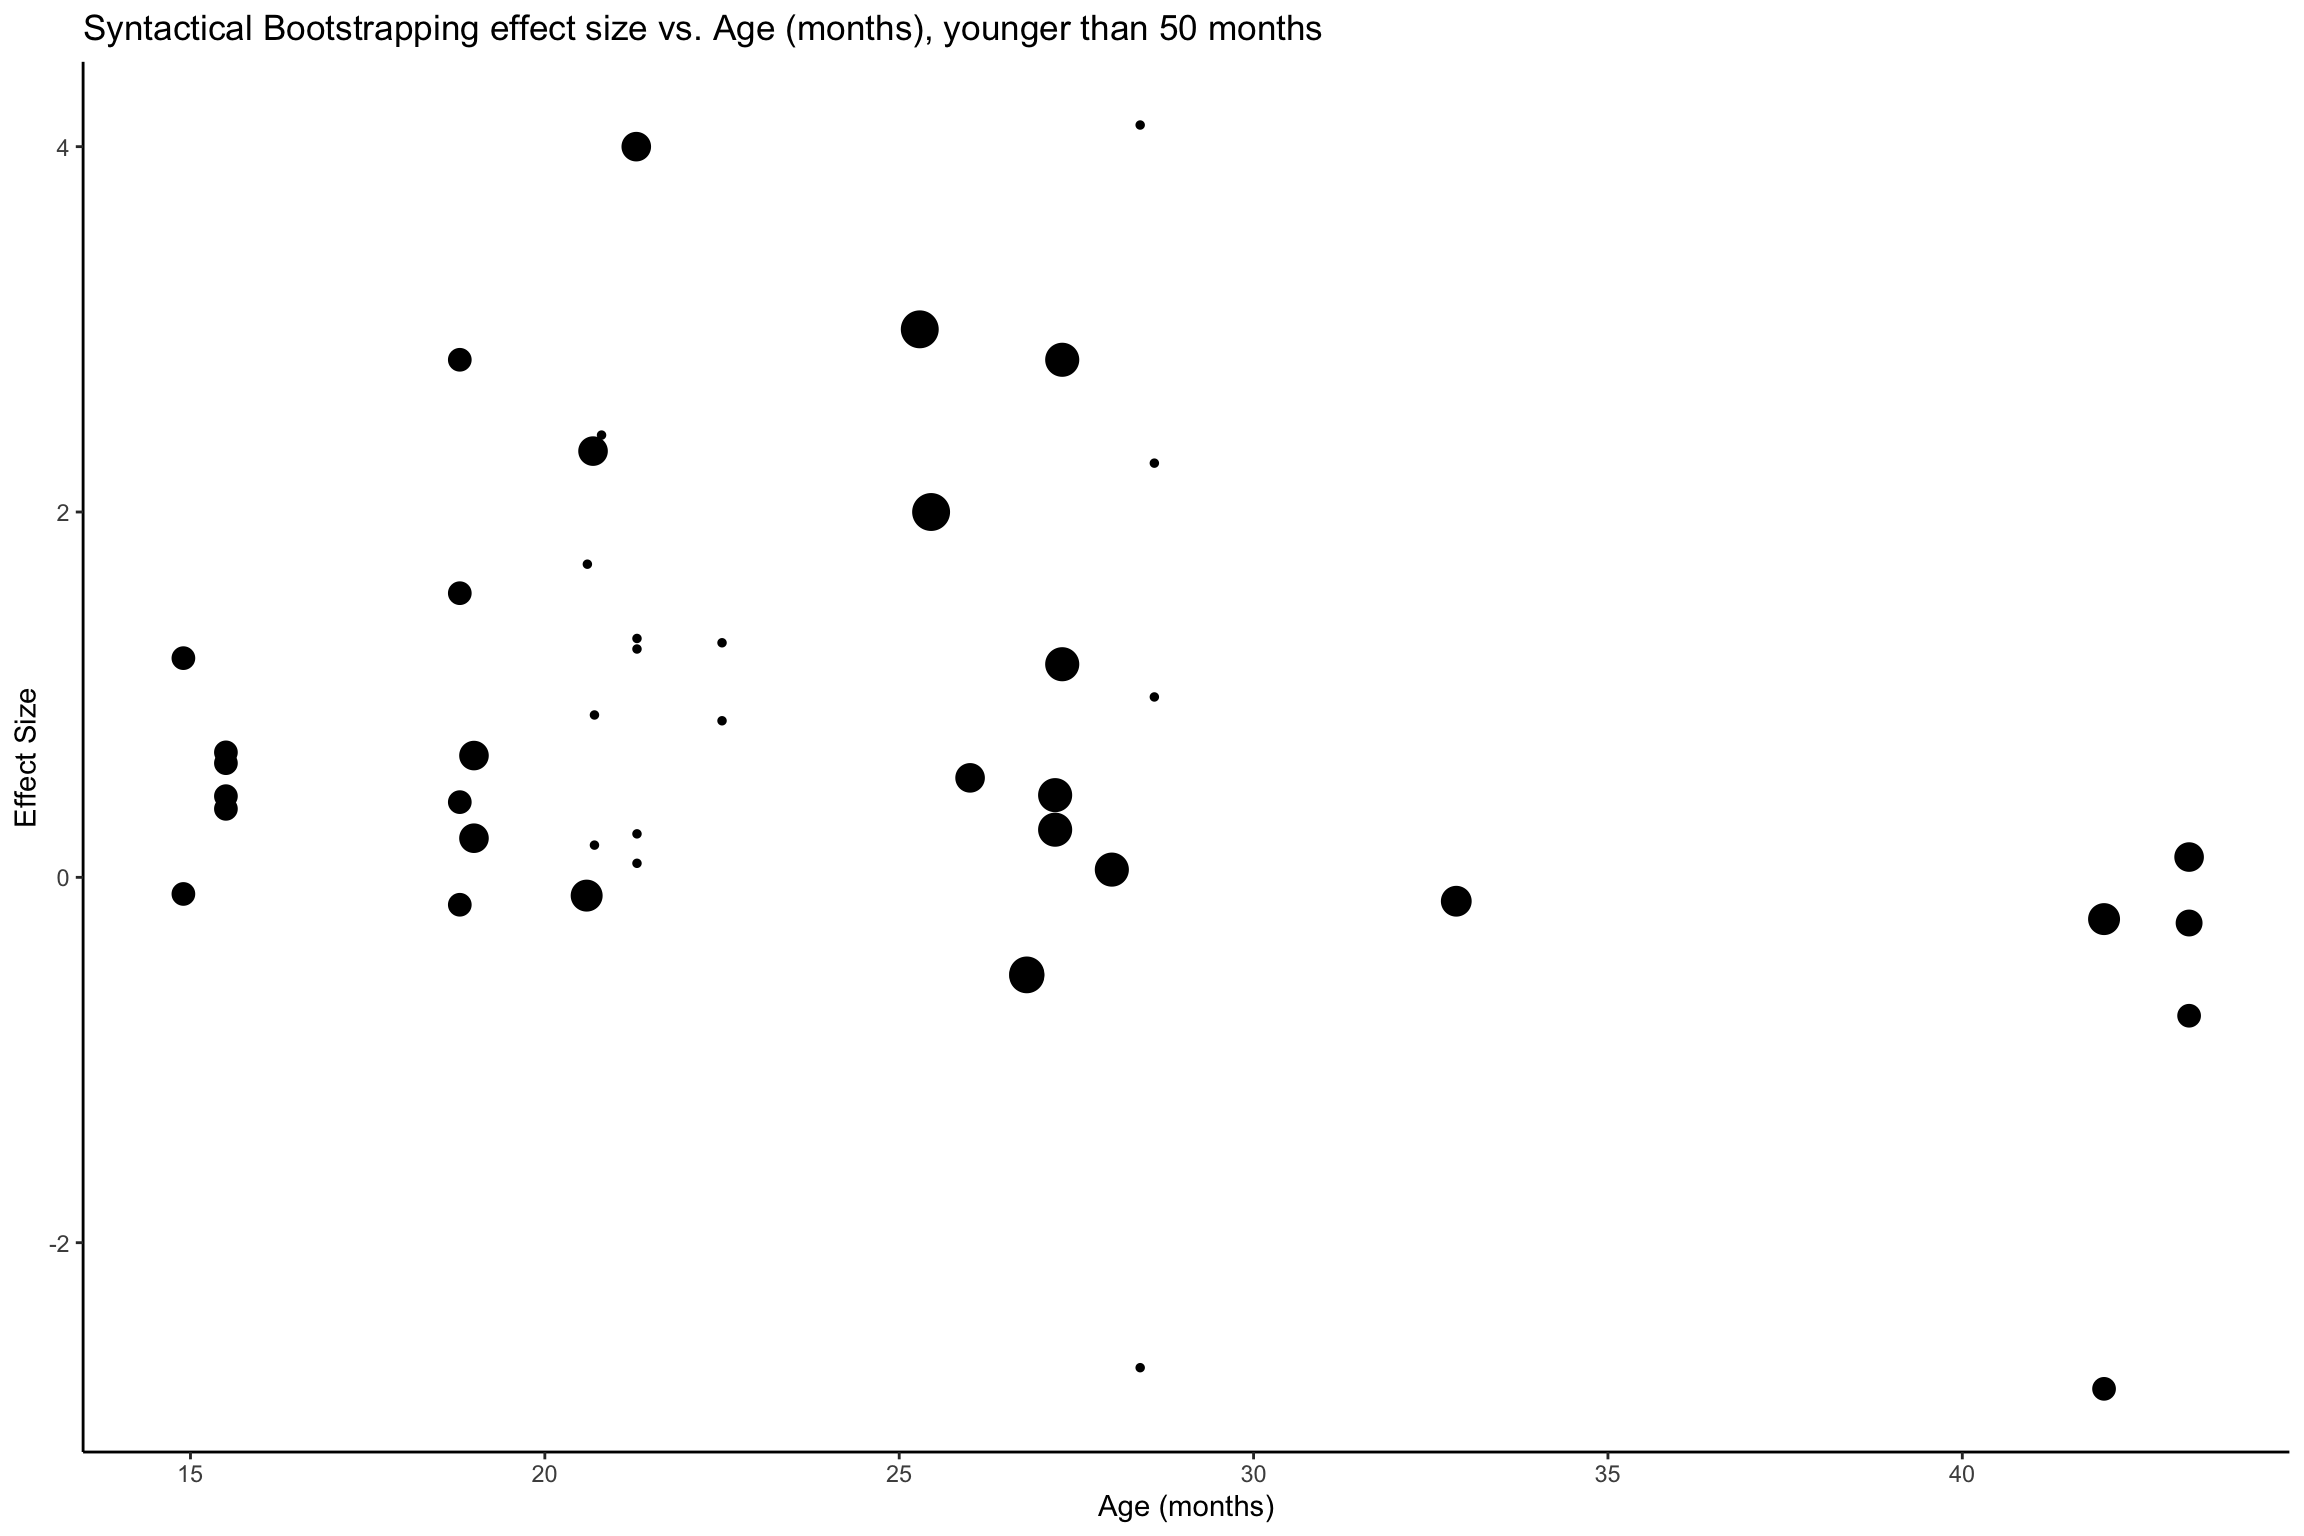 Syntactical Bootstrapping effect size vs. Age (months), younger than 50 months
4
2
0
-2
Effect Size
15 20 25 30 35 40
Age (months)